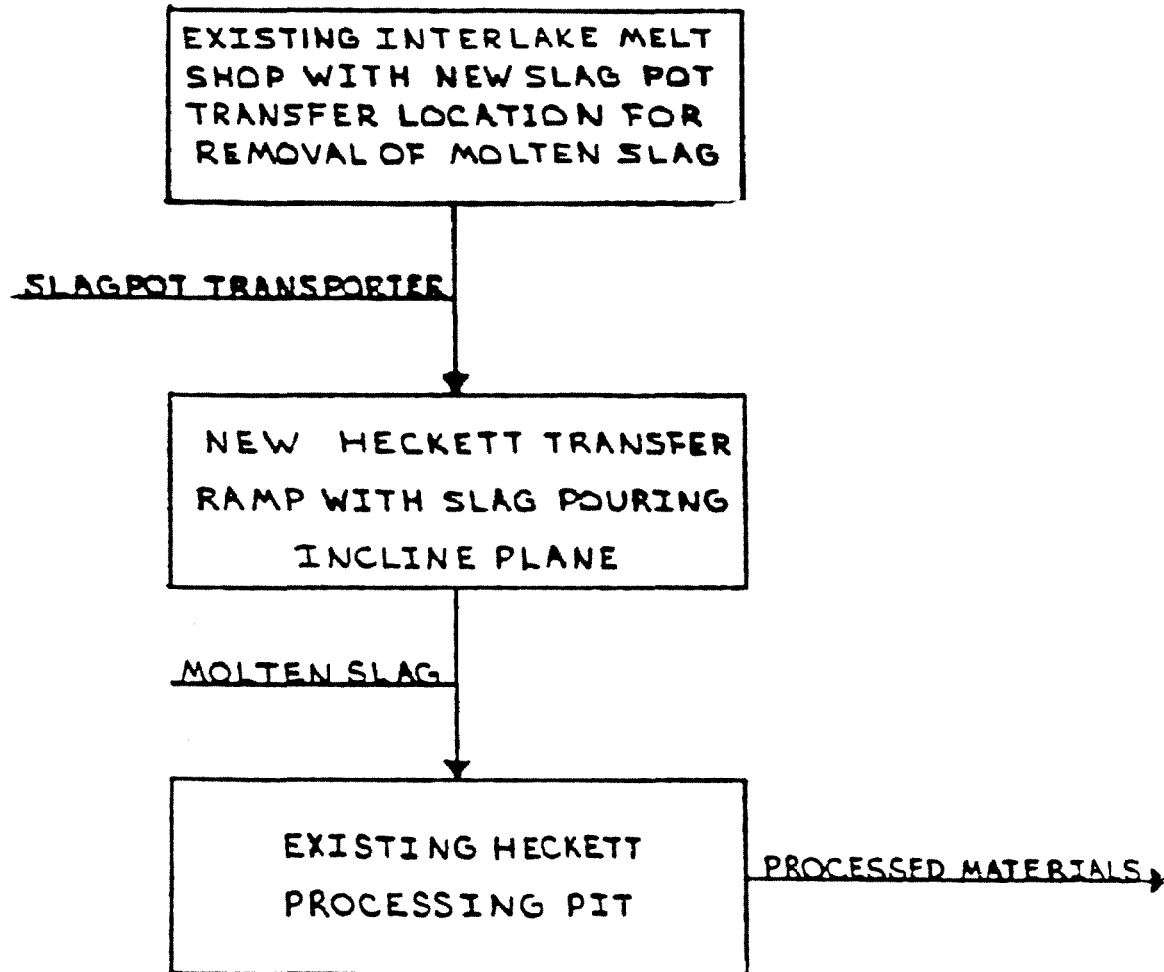 EXISTING INTERLAKE MELT
SHOP WITH NEW SLAG POT
TRANSFER LOCATION FOR
REMOVAL OF MOLTEN SLAG
SLAGPOT TRANSPORTER
NEW HECKETT TRANSFER
RAMP WITH SLAG POURING
INCLINE PLANE
MOLTEN SLAG
EXISTING HECKETT
PROCESSING PIT
PROCESSED MATERIALS